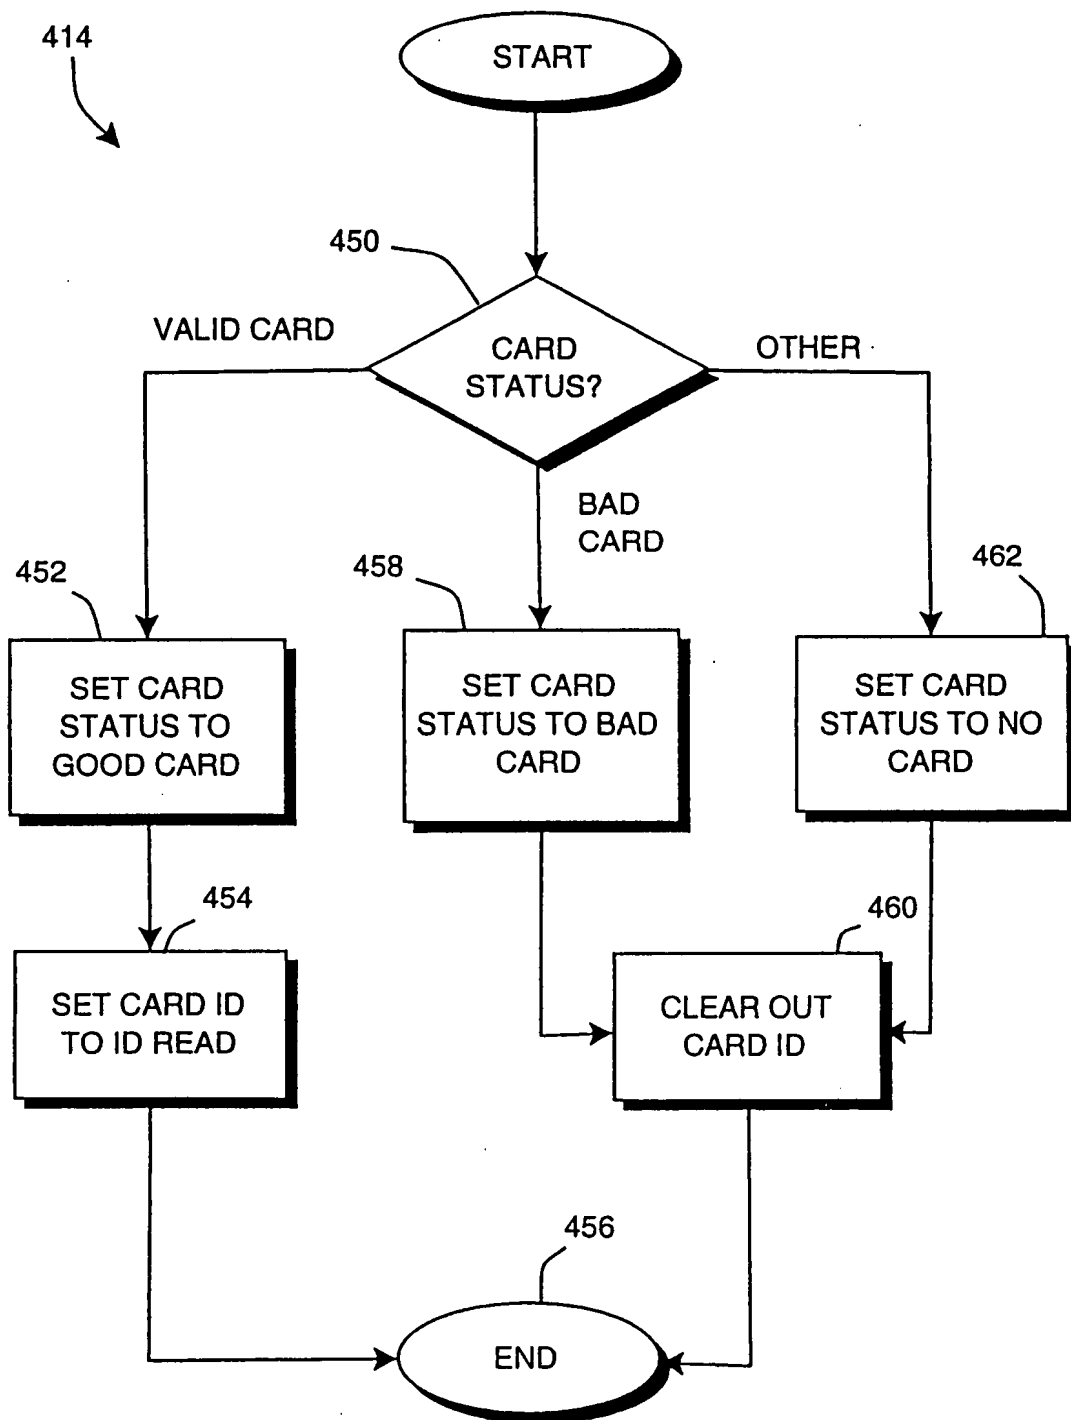 414
START
450
VALID CARD
CARD
STATUS?
OTHER
BAD
CARD
452
458
462
SET CARD
STATUS TO
GOOD CARD
SET CARD
STATUS TO BAD
CARD
SET CARD
STATUS TO NO
CARD
454
460
SET CARD ID
TO ID READ
CLEAR OUT
CARD ID
456
END